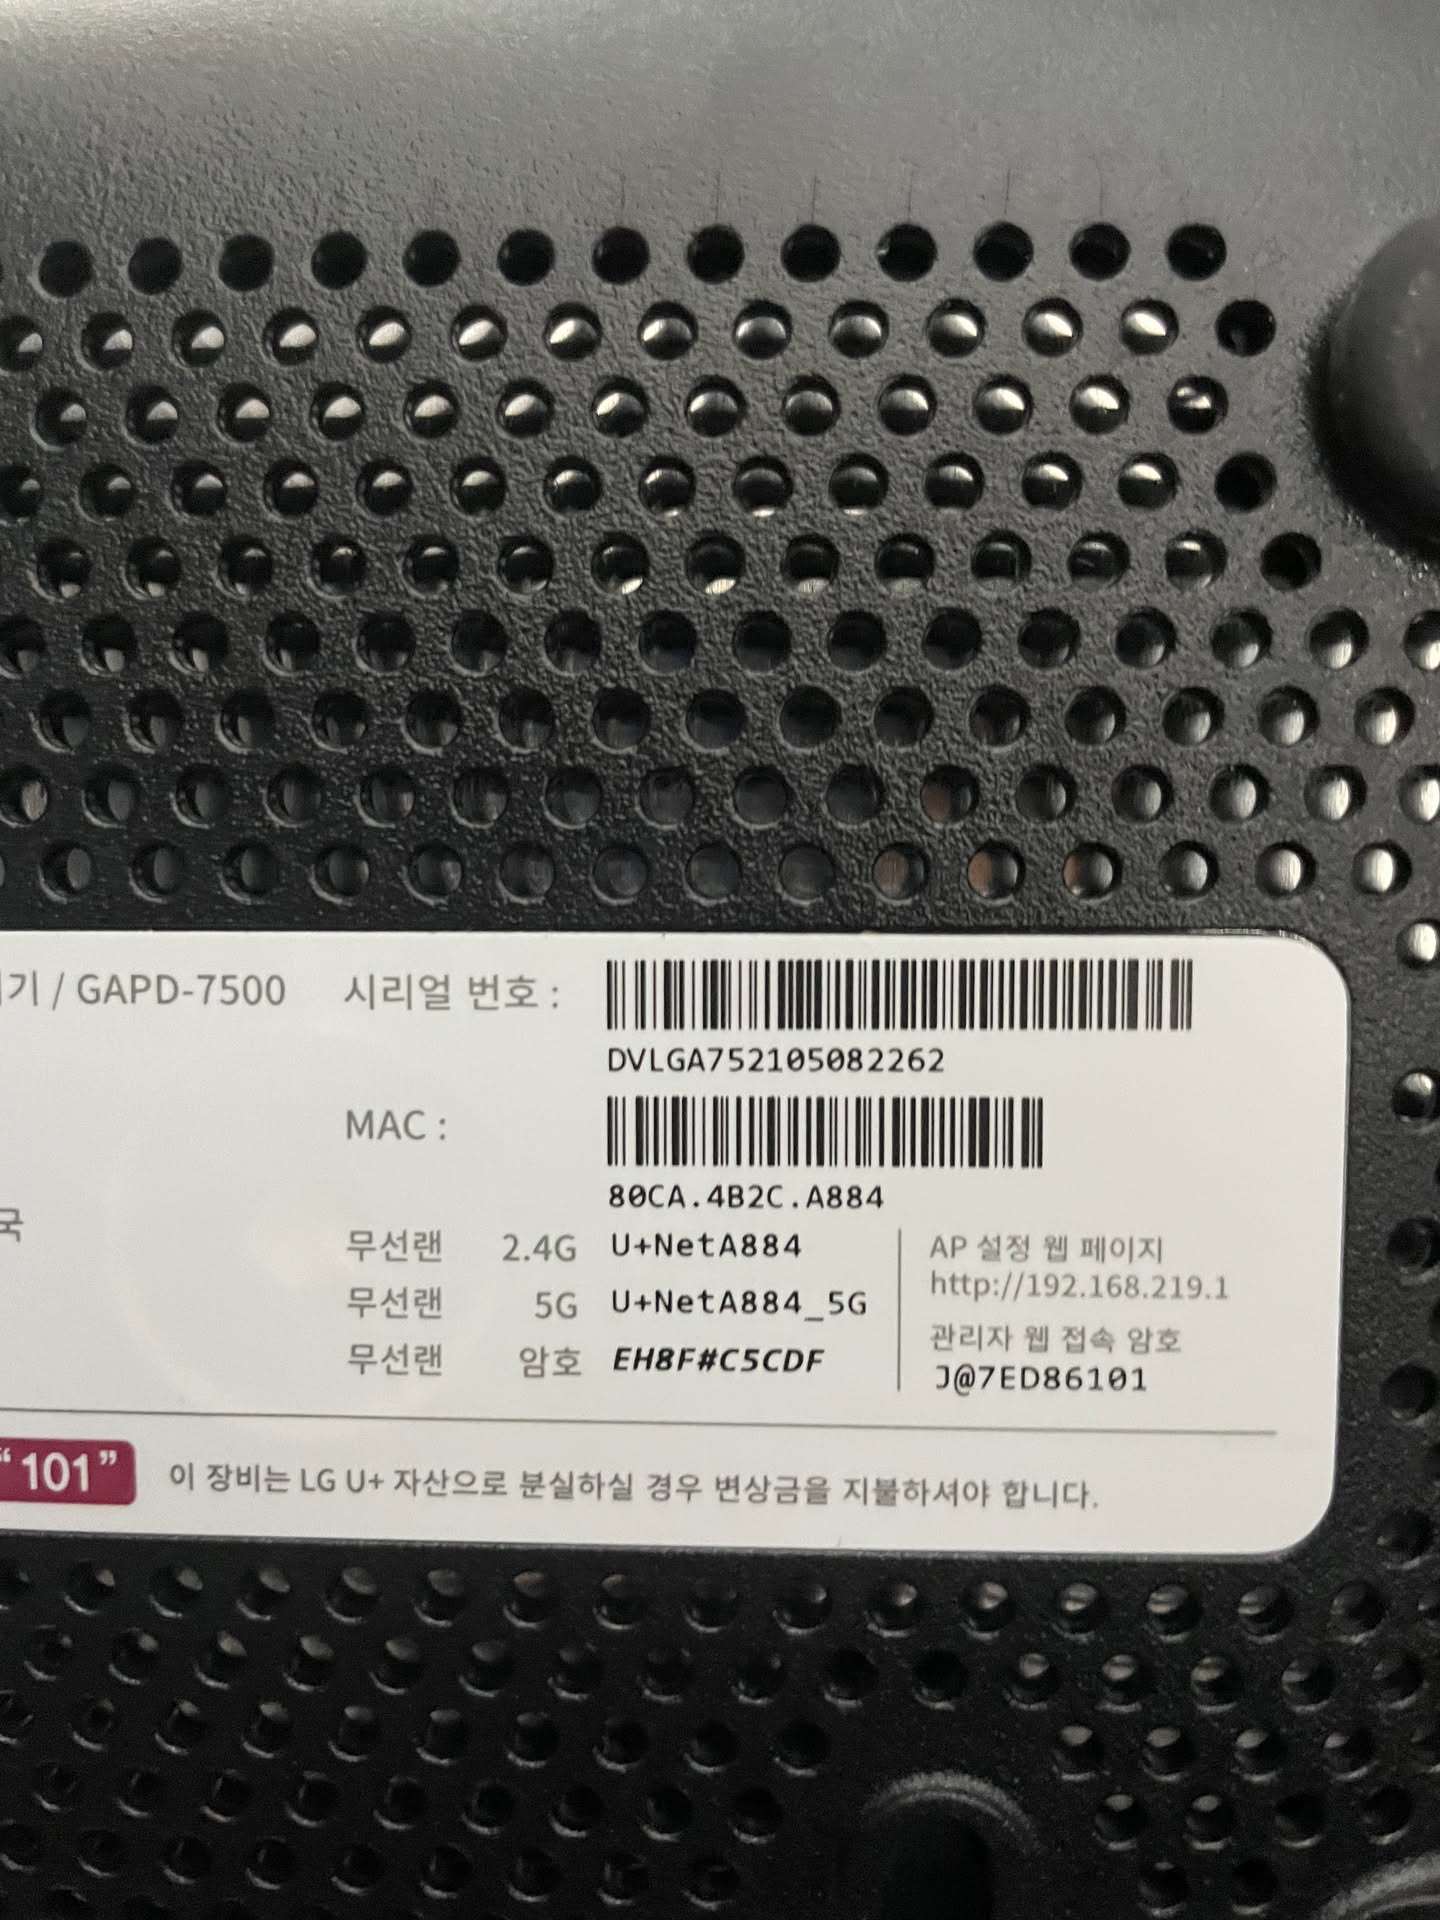 기 / GAPD-7500
시리얼 번호 :
DVLGA752105082262
MAC :
80CA.4B2C.A884
국
무선랜 2.4G U+NetA884
무선랜 5G U+NetA884_5G
무선랜 암호 EH8F#C5CDF
AP 설정 웹 페이지
http://192.168.219.1
관리자 웹 접속 암호
J@7ED86101
“101” 이 장비는 LG U+ 자산으로 분실하실 경우 변상금을 지불하셔야 합니다.